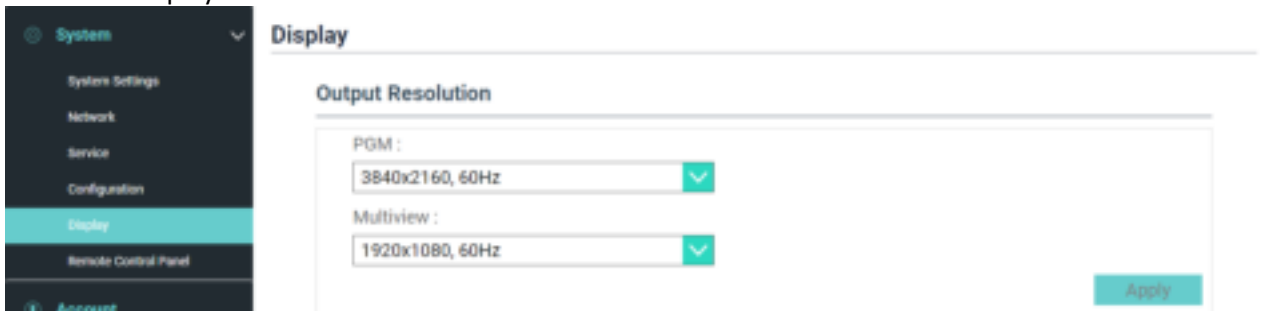 System
System Settings
Network
Service
Configuration
Display
Remote Control Panel
Account
Display
Output Resolution
PGM :
3840x2160, 60Hz
Multiview :
1920x1080, 60Hz
Apply